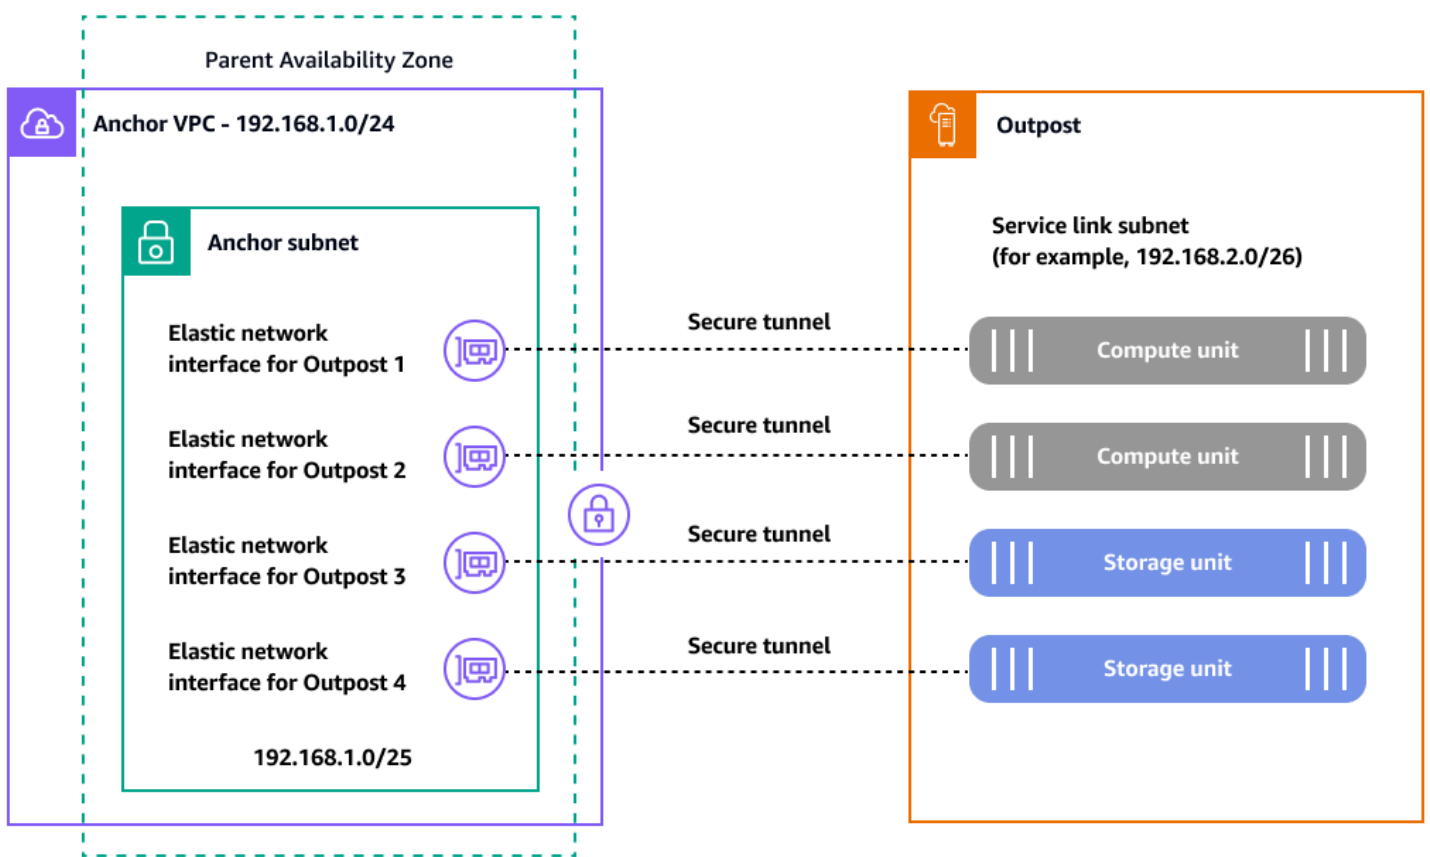 Parent Availability Zone
Anchor VPC - 192.168.1.0/24
Anchor subnet
Elastic network
interface for Outpost 1
Elastic network
interface for Outpost 2
Elastic network
interface for Outpost 3
Elastic network
interface for Outpost 4
192.168.1.0/25
Secure tunnel
Secure tunnel
Secure tunnel
Secure tunnel
Outpost
Service link subnet
(for example, 192.168.2.0/26)
Compute unit
Compute unit
Storage unit
Storage unit